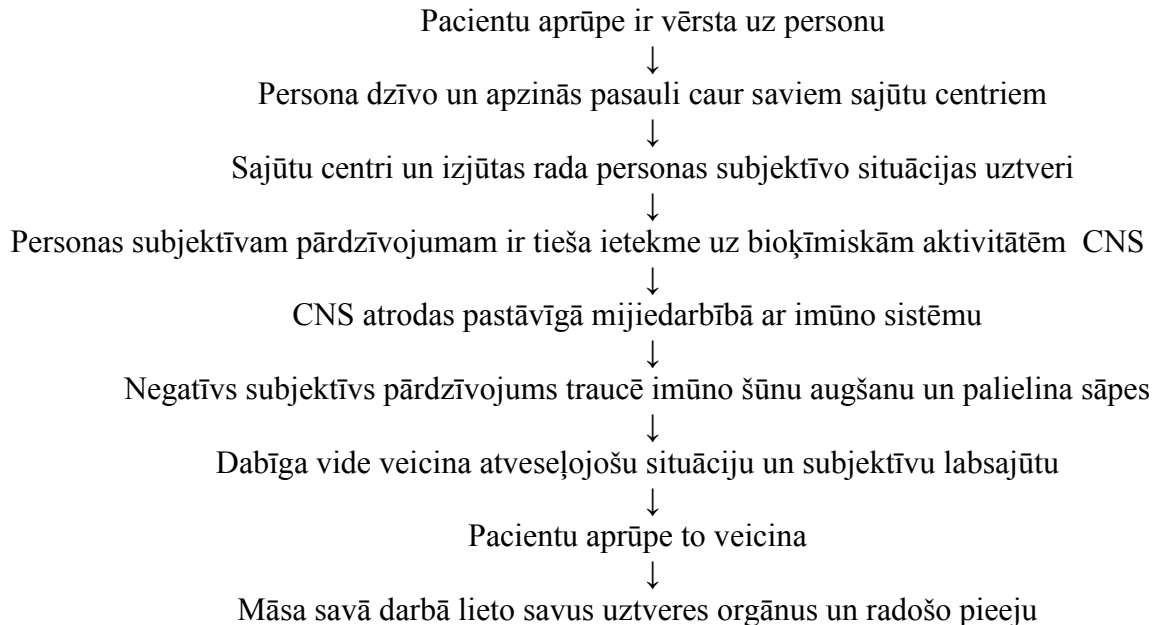 Pacientu aprūpe ir vērsta uz personu
↓
Persona dzīvo un apzinās pasauli caur saviem sajūtu centriem
↓
Sajūtu centri un izjūtas rada personas subjektīvo situācijas uztveri
↓
Personas subjektīvam pārdzīvojumam ir tieša ietekme uz bioķīmiskām aktivitātēm  CNS
↓
CNS atrodas pastāvīgā mijiedarbībā ar imūno sistēmu
↓
Negatīvs subjektīvs pārdzīvojums traucē imūno šūnu augšanu un palielina sāpes
↓
Dabīga vide veicina atveseļojošu situāciju un subjektīvu labsajūtu
↓
Pacientu aprūpe to veicina
↓
Māsa savā darbā lieto savus uztveres orgānus un radošo pieeju